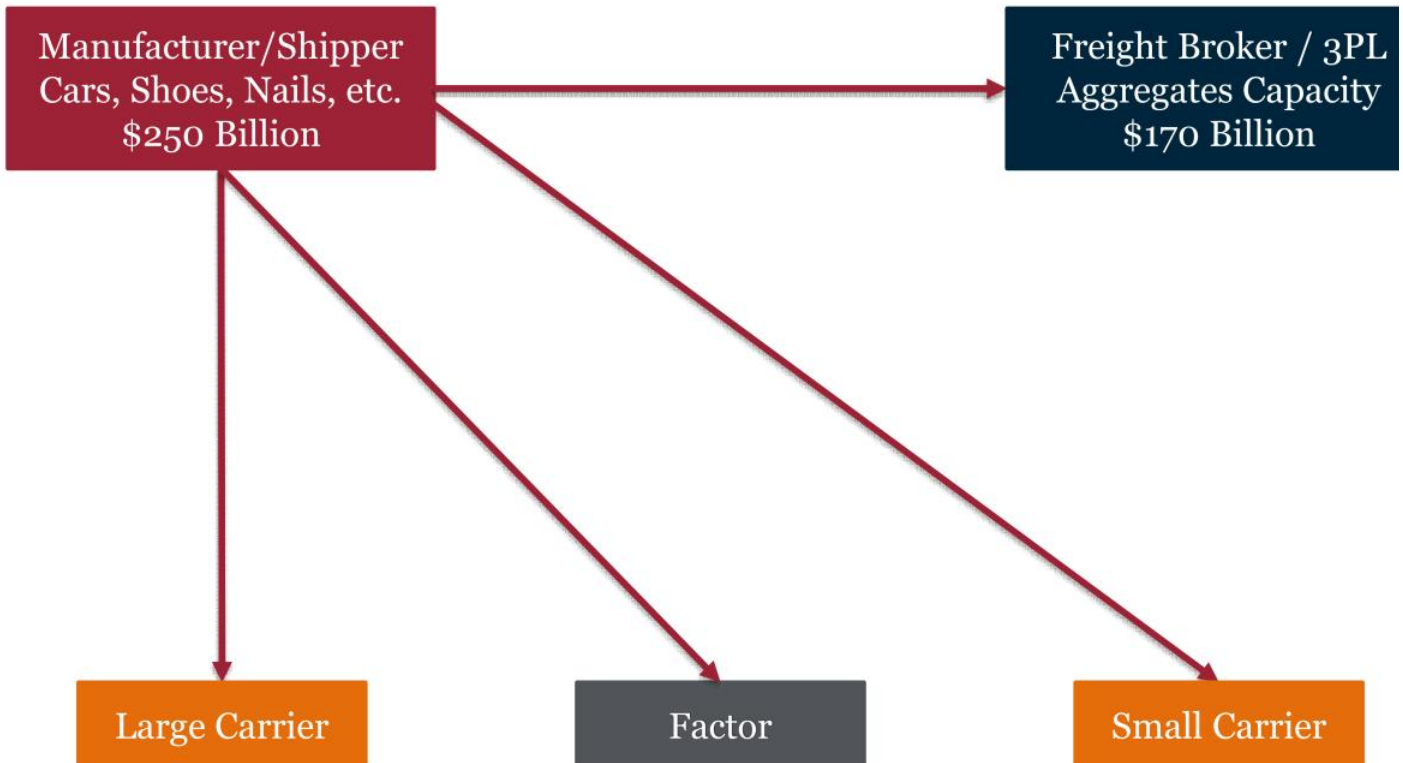 Manufacturer/Shipper
Cars, Shoes, Nails, etc.
$250 Billion
Freight Broker / 3PL
Aggregates Capacity
$170 Billion
Large Carrier
Factor
Small Carrier